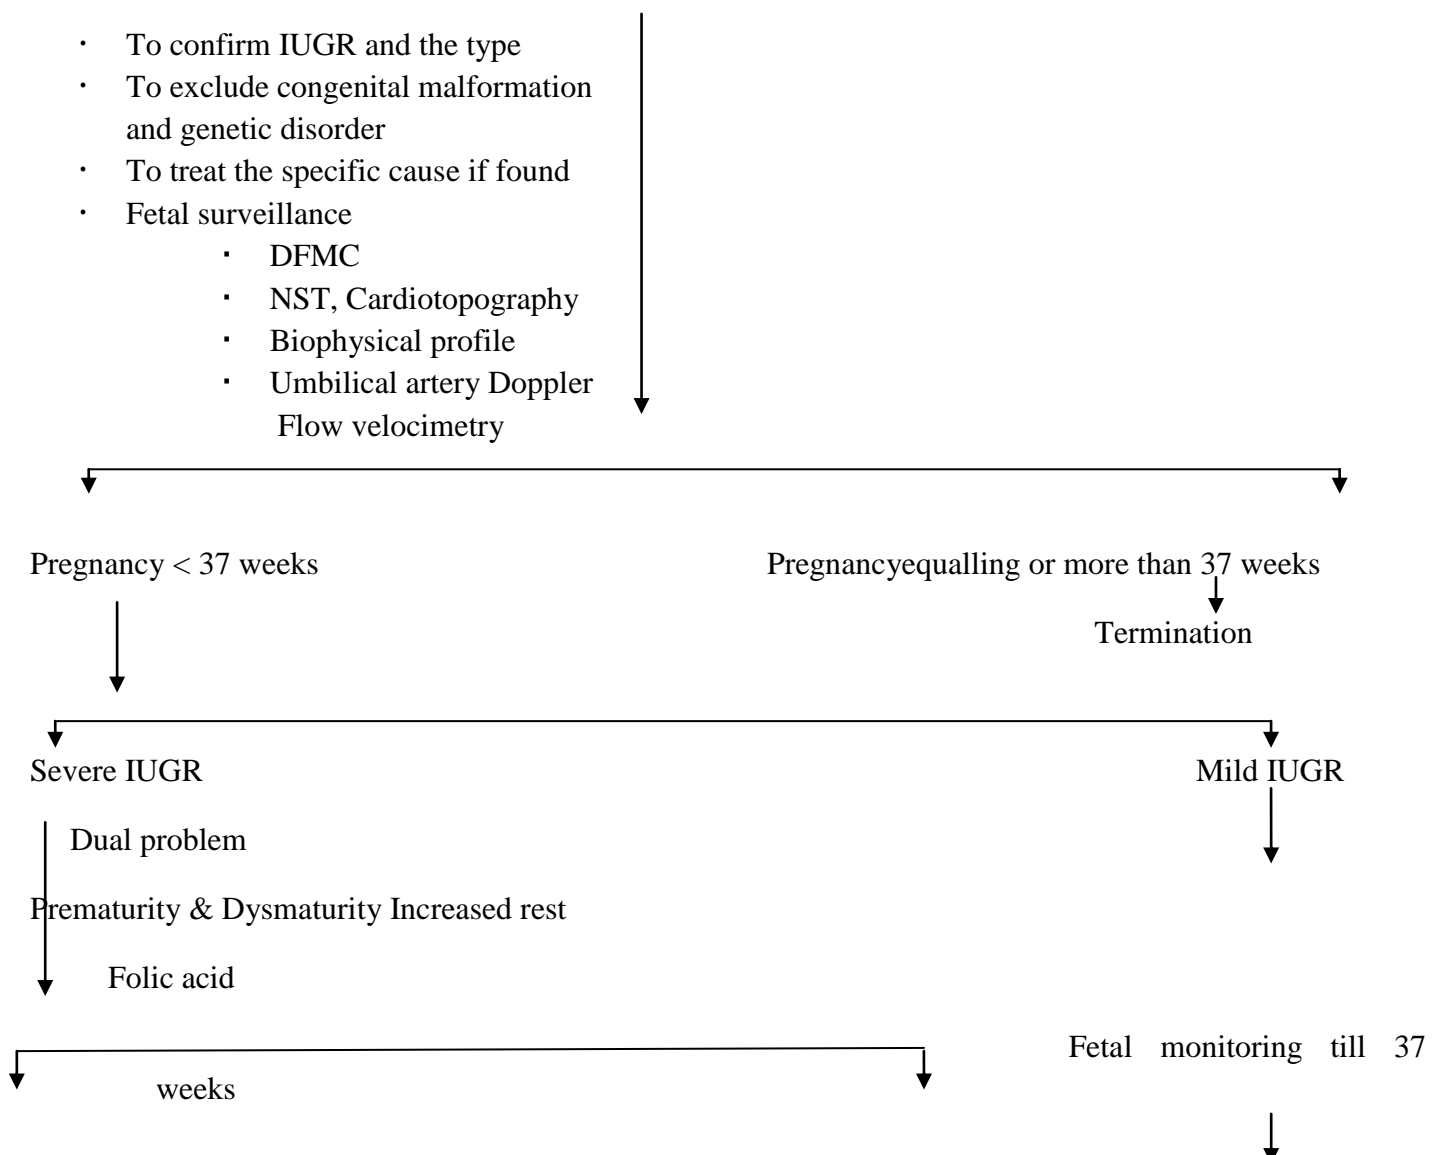 · To confirm IUGR and the type
· To exclude congenital malformation
and genetic disorder
· To treat the specific cause if found
· Fetal surveillance
▪ DFMC
▪ NST, Cardiotopography
▪ Biophysical profile
▪ Umbilical artery Doppler
Flow velocimetry
Pregnancy < 37 weeks
Pregnancyequalling or more than 37 weeks
Termination
Severe IUGR
Mild IUGR
Dual problem
Prematurity & Dysmaturity Increased rest
Folic acid
Fetal monitoring till 37
weeks